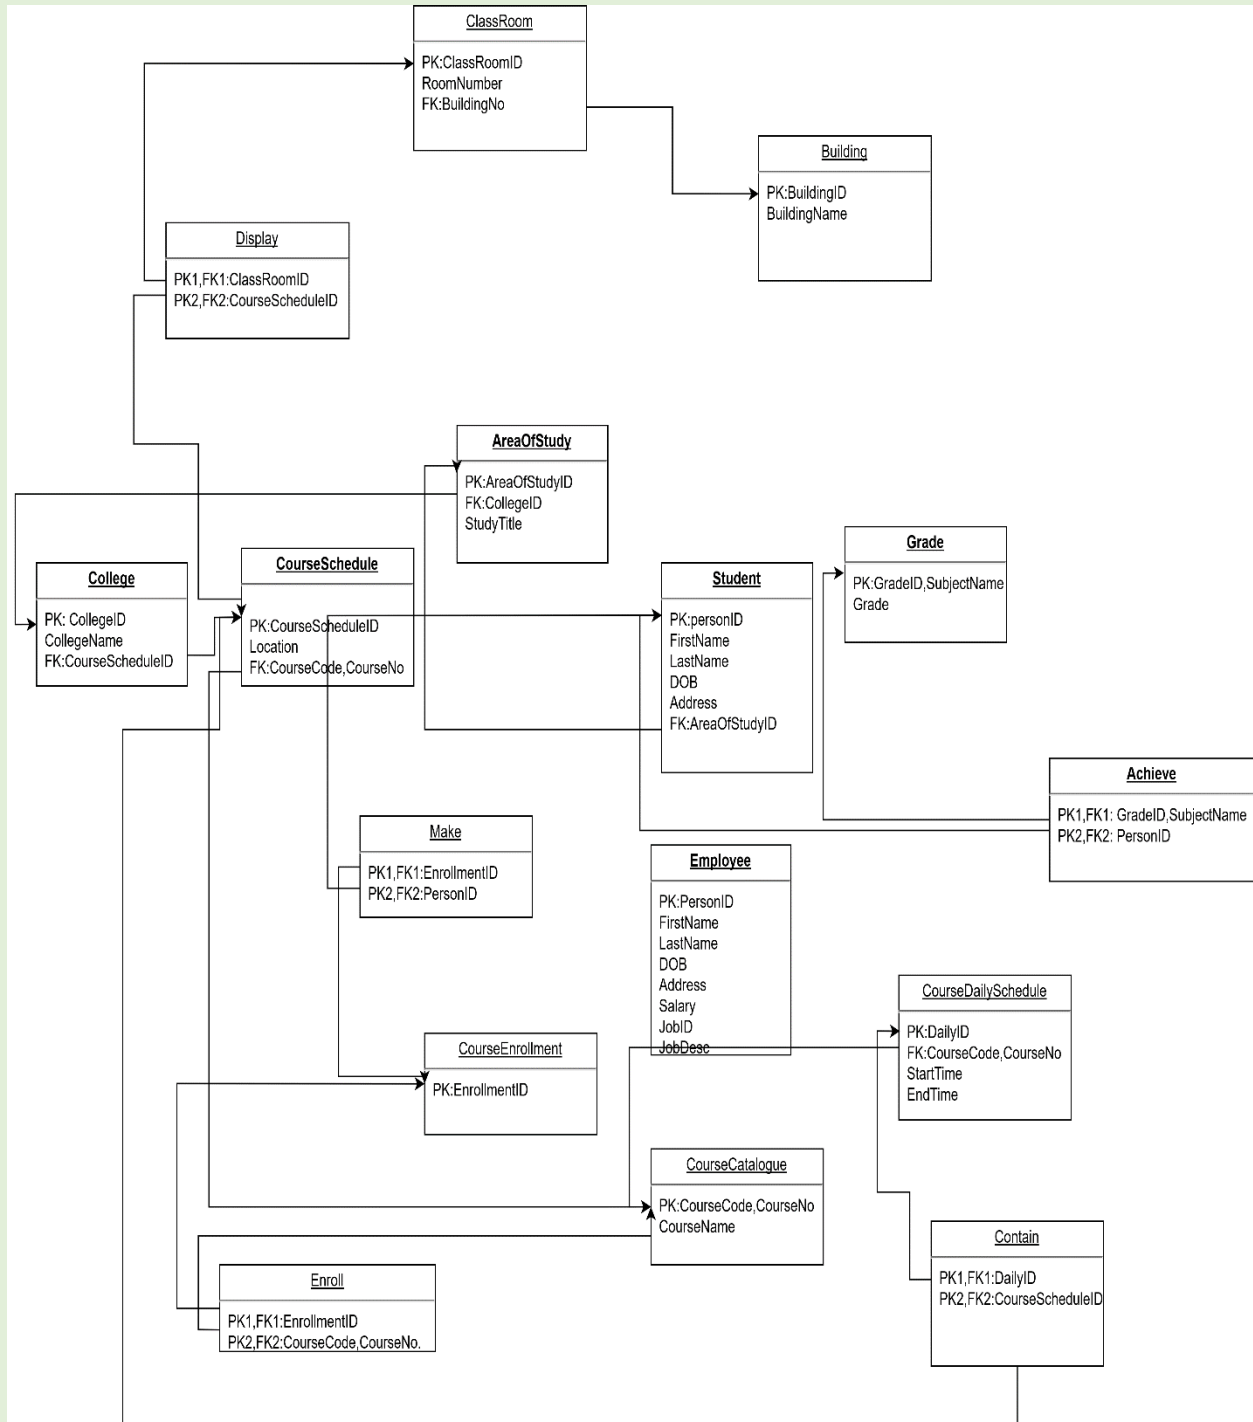 ClassRoom
PK:ClassRoomID
RoomNumber
FK:BuildingNo
Building
PK:BuildingID
BuildingName
Display
PK1,FK1:ClassRoomID
PK2,FK2:CourseScheduleID
AreaOfStudy
PK:AreaOfStudyID
FK:CollegeID
StudyTitle
College
PK: CollegeID
CollegeName
FK:CourseScheduleID
CourseSchedule
PK:CourseScheduleID
Location
FK:CourseCode,CourseNo
Student
PK:personID
FirstName
LastName
DOB
Address
FK:AreaOfStudyID
Grade
PK:GradeID,SubjectName
Grade
Achieve
PK1,FK1: GradeID,SubjectName
PK2,FK2: PersonID
Make
PK1,FK1:EnrollmentID
PK2,FK2:PersonID
Employee
PK:PersonID
FirstName
LastName
DOB
Address
Salary
JobID
JobDesc
CourseDailySchedule
PK:DailyID
FK:CourseCode,CourseNo
StartTime
EndTime
CourseEnrollment
PK:EnrollmentID
CourseCatalogue
PK:CourseCode,CourseNo
CourseName
Contain
PK1,FK1:DailyID
PK2,FK2:CourseScheduleID
Enroll
PK1,FK1:EnrollmentID
PK2,FK2:CourseCode,CourseNo.